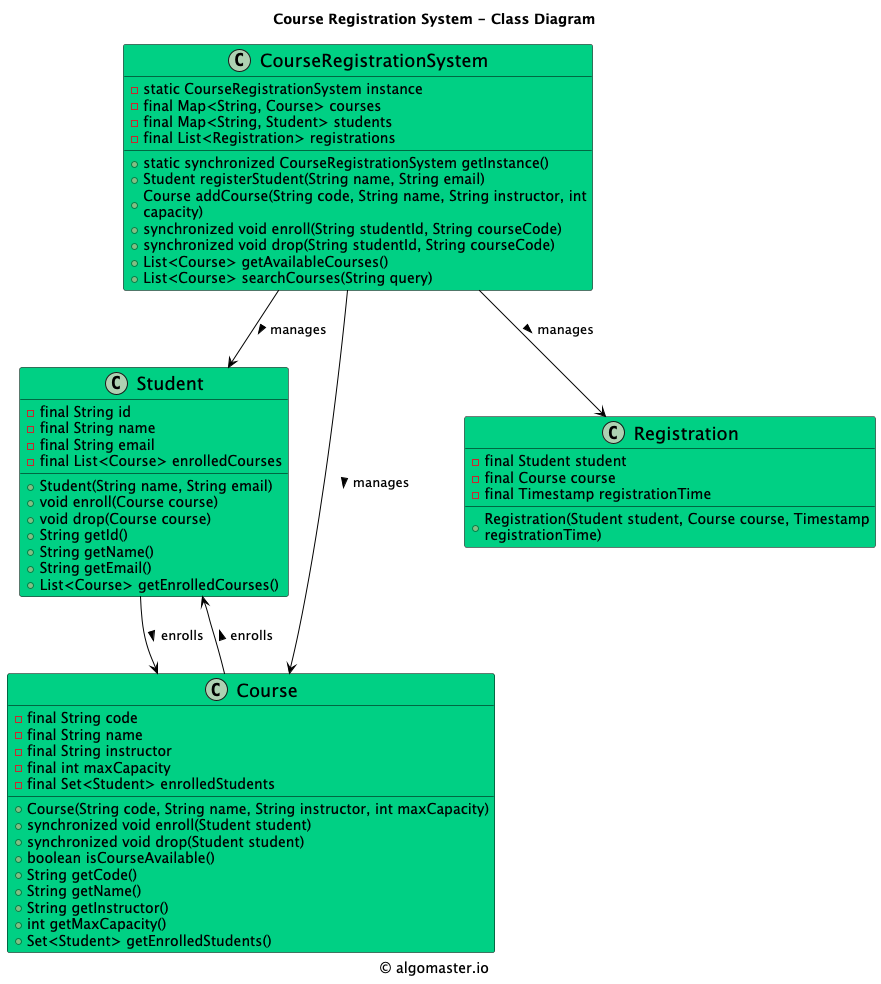 Course Registration System - Class Diagram
C CourseRegistrationSystem
static CourseRegistrationSystem instance
final Map<String, Course> courses
final Map<String, Student> students
final List<Registration> registrations
static synchronized CourseRegistrationSystem getInstance()
Student registerStudent(String name, String email)
Course addCourse(String code, String name, String instructor, int
capacity)
synchronized void enroll(String studentId, String courseCode)
synchronized void drop(String studentId, String courseCode)
List<Course> getAvailableCourses()
List<Course> searchCourses(String query)
manages
manages
C Student
final String id
final String name
final String email
final List<Course> enrolledCourses
Student(String name, String email)
void enroll(Course course)
void drop(Course course)
String getId()
String getName()
String getEmail()
List<Course> getEnrolledCourses()
manages
C Registration
final Student student
final Course course
final Timestamp registrationTime
Registration(Student student, Course course, Timestamp
registrationTime)
enrolls
enrolls
C Course
final String code
final String name
final String instructor
final int maxCapacity
final Set<Student> enrolledStudents
Course(String code, String name, String instructor, int maxCapacity)
synchronized void enroll(Student student)
synchronized void drop(Student student)
boolean isCourseAvailable()
String getCode()
String getName()
String getInstructor()
int getMaxCapacity()
Set<Student> getEnrolledStudents()
© algomaster.io